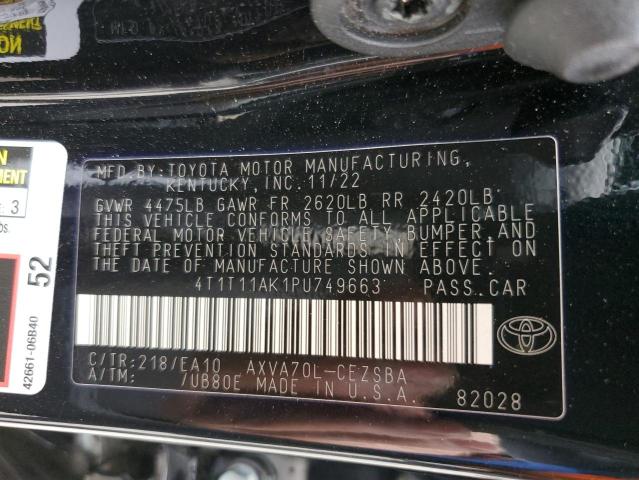 MFD BY: TOYOTA MOTOR MANUFACTURING,
KENTUCKY, INC. 11/22
GVWR 4475LB GAWR FR 2620LB RR 2420LB
THIS VEHICLE CONFORMS TO ALL APPLICABLE
FEDERAL MOTOR VEHICLE SAFETY, BUMPER, AND
THEFT PREVENTION STANDARDS IN EFFECT ON
THE DATE OF MANUFACTURE SHOWN ABOVE.
4T1T11AK1PU749663 PASS.CAR
C/TR:218/EA10 AXVA70L-CEZSBA
A/TM: /UB80E MADE IN U.S.A.
82028
52
42661-06B40
3